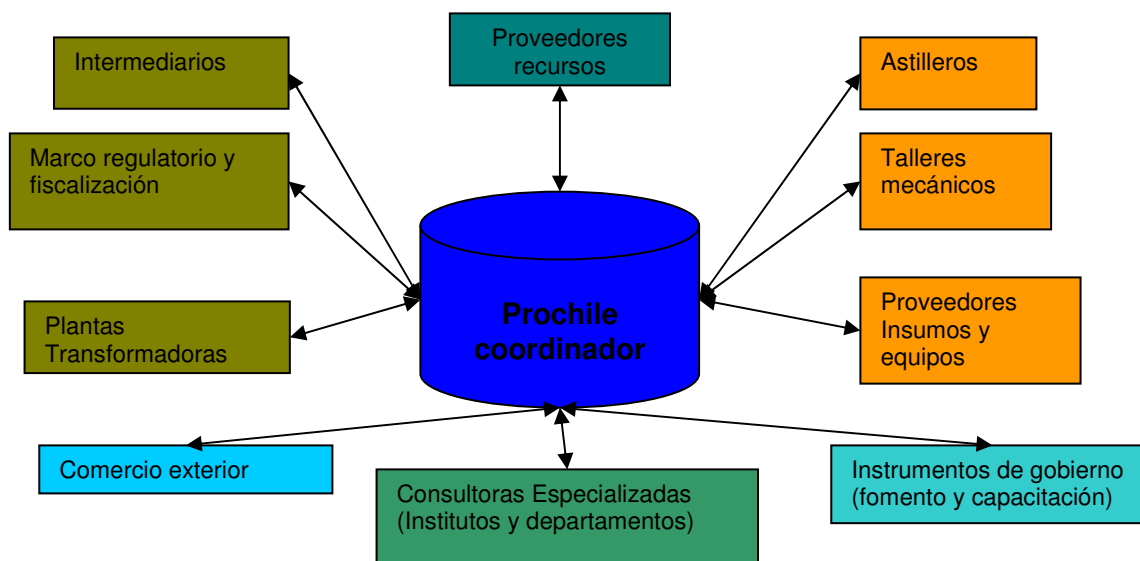 Proveedores
recursos
Intermediarios
Astilleros
Marco regulatorio y
fiscalización
Talleres
mecánicos
Prochile
coordinador
Plantas
Transformadoras
Proveedores
Insumos y
equipos
Comercio exterior
Consultoras Especializadas
(Institutos y departamentos)
Instrumentos de gobierno
(fomento y capacitación)